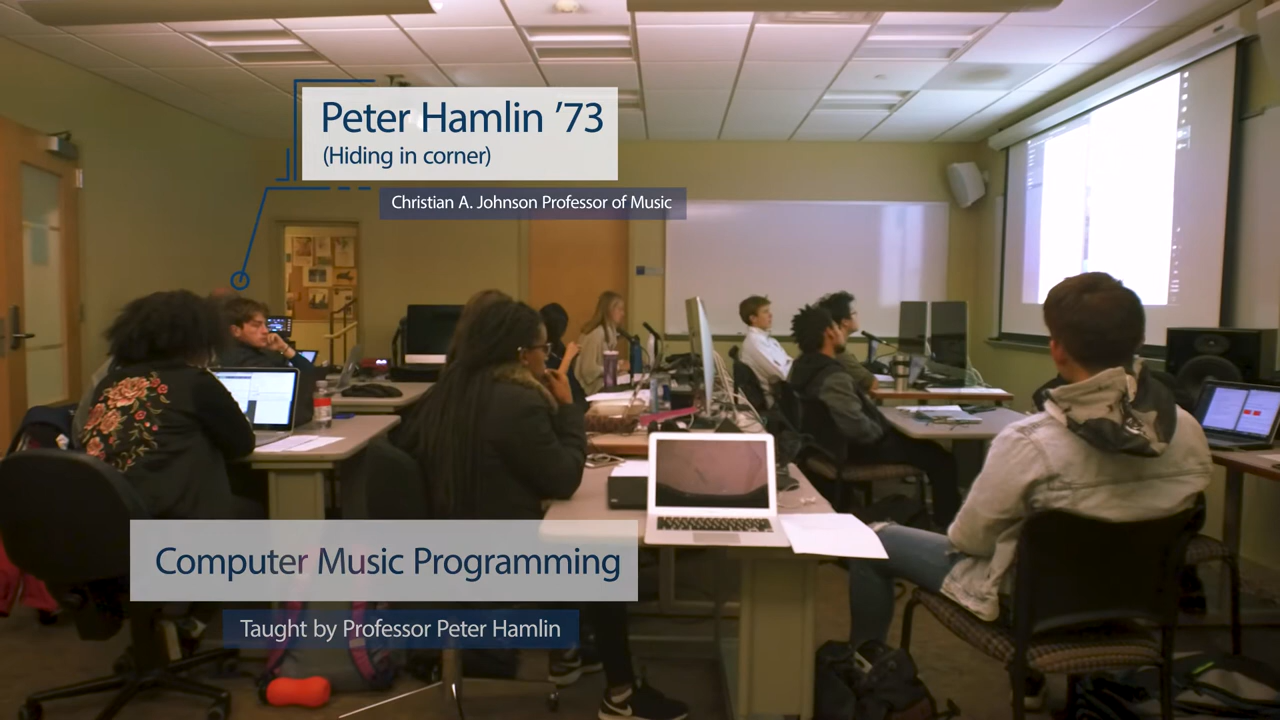 Peter Hamlin ’73
(Hiding in corner)
Christian A. Johnson Professor of Music
Computer Music Programming
Taught by Professor Peter Hamlin